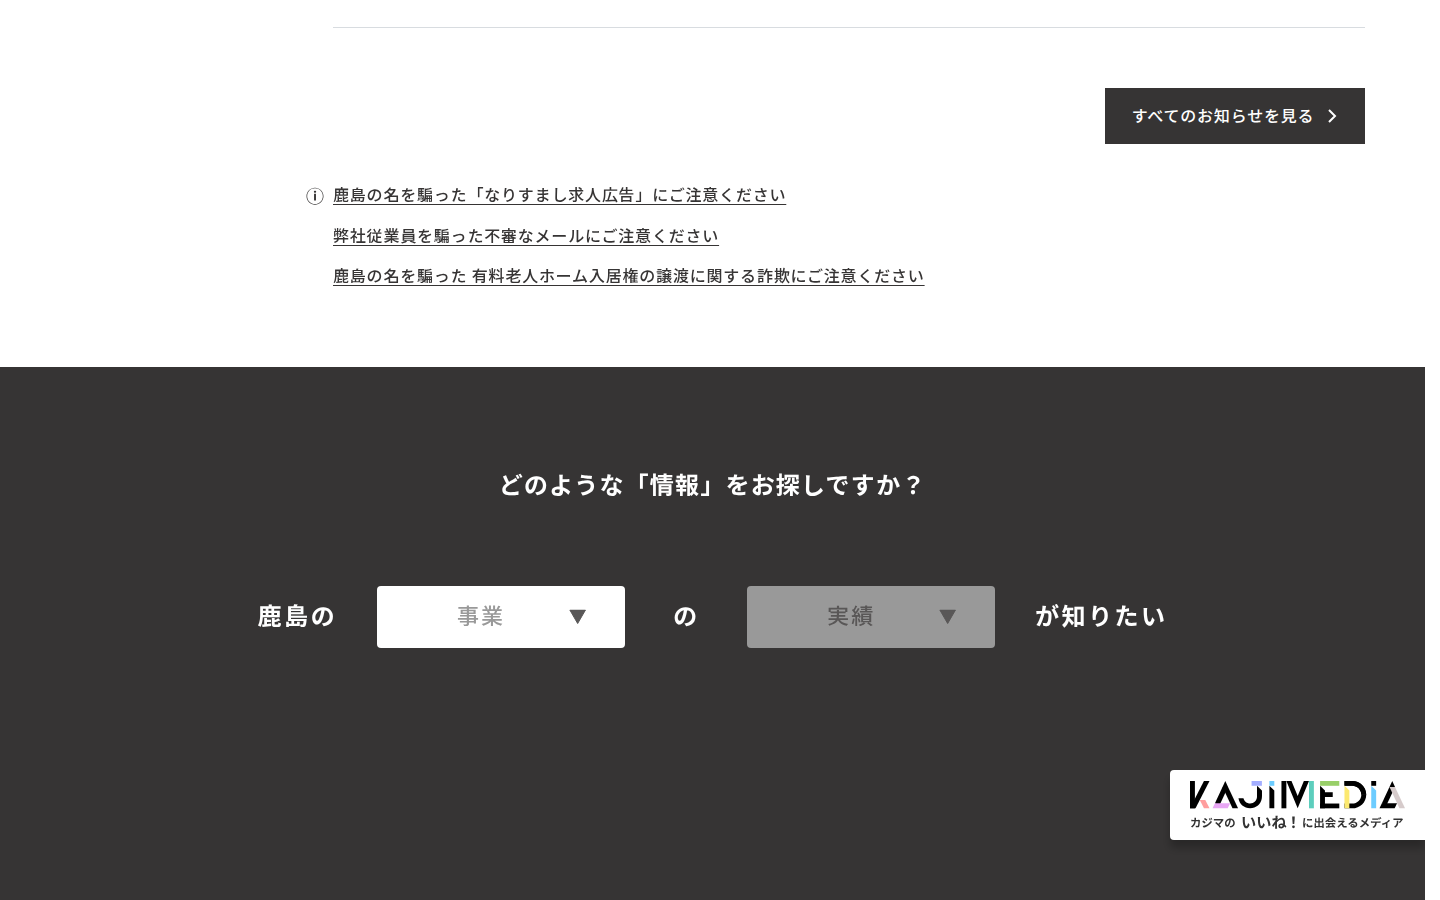 すべてのお知らせを見る
鹿島の名を騙った「なりすまし求人広告」にご注意ください
弊社従業員を騙った不審なメールにご注意ください
鹿島の名を騙った 有料老人ホーム入居権の譲渡に関する詐欺にご注意ください
どのような「情報」をお探しですか？
鹿島の 事業 ▼ の 実績 ▼ が知りたい
KAJIMEDIA
カジマの いいね！に出会えるメディア